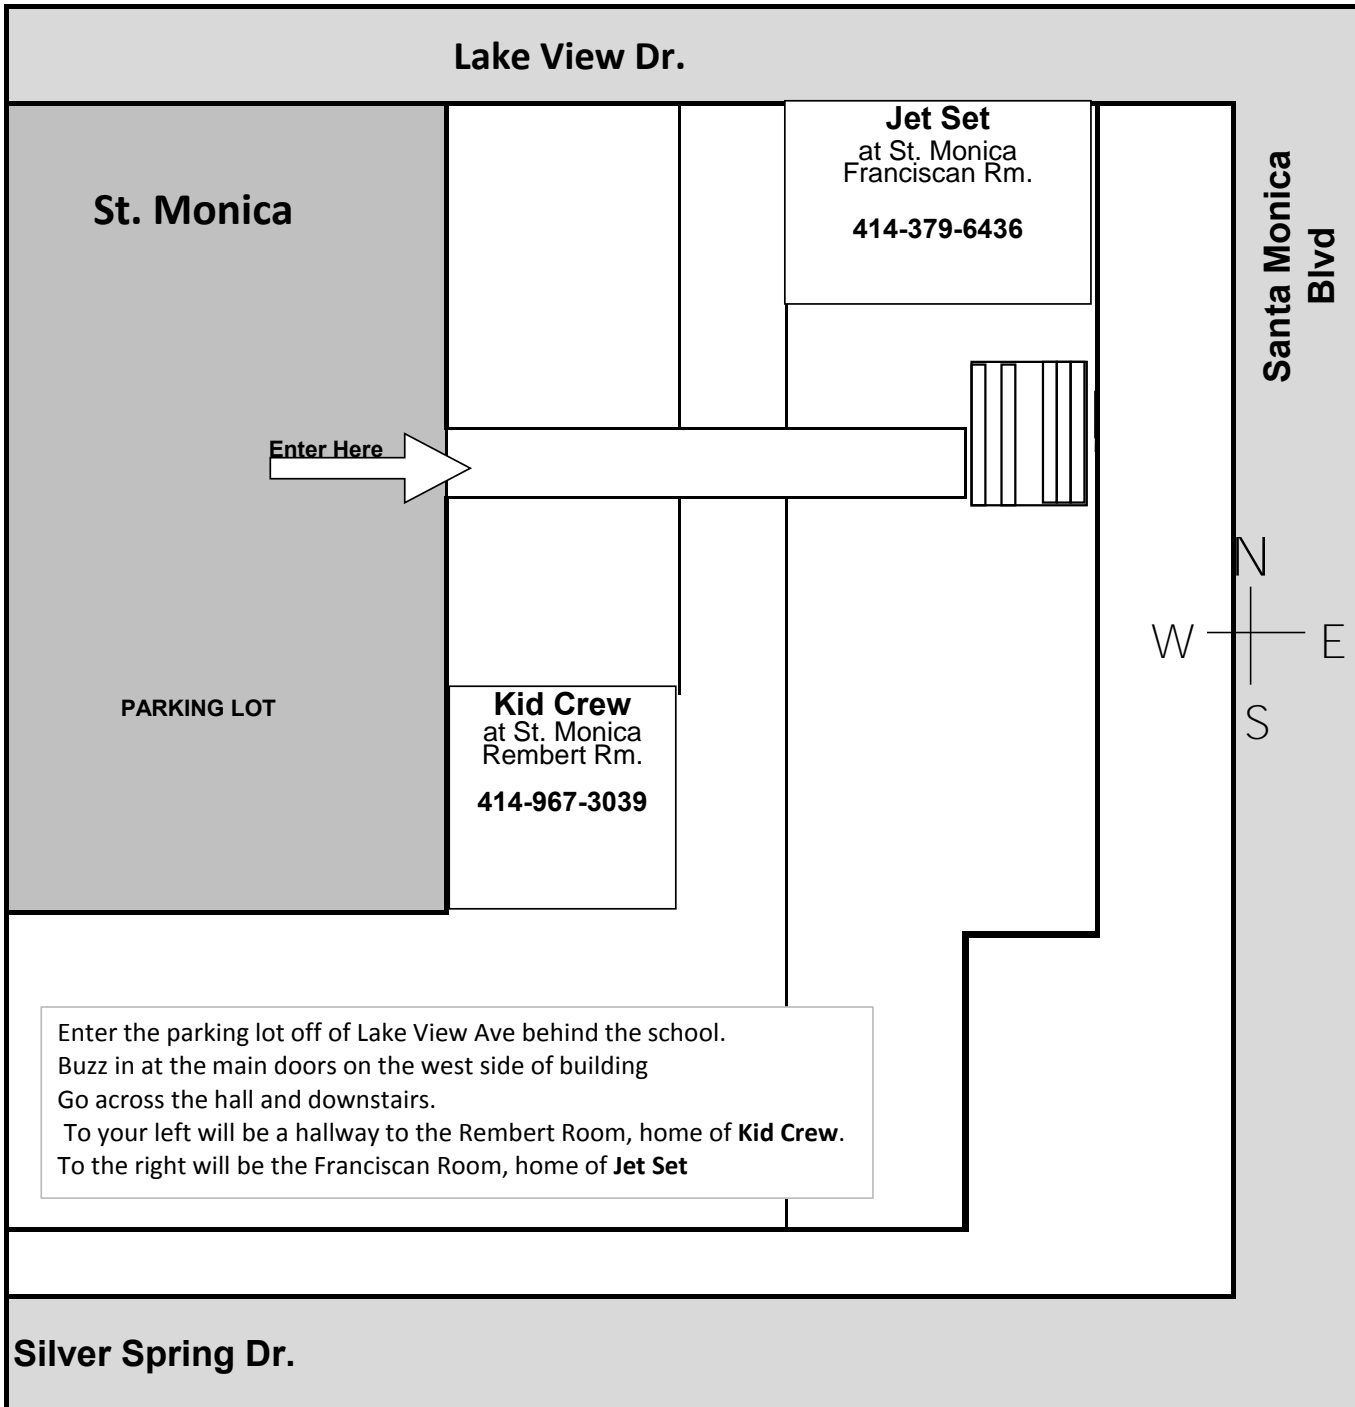 Lake View Dr.
St. Monica
Jet Set
at St. Monica
Franciscan Rm.
414-379-6436
Santa Monica
Blvd
Enter Here
N
W
E
S
PARKING LOT
Kid Crew
at St. Monica
Rembert Rm.
414-967-3039
Enter the parking lot off of Lake View Ave behind the school.
Buzz in at the main doors on the west side of building
Go across the hall and downstairs.
To your left will be a hallway to the Rembert Room, home of Kid Crew.
To the right will be the Franciscan Room, home of Jet Set
Silver Spring Dr.